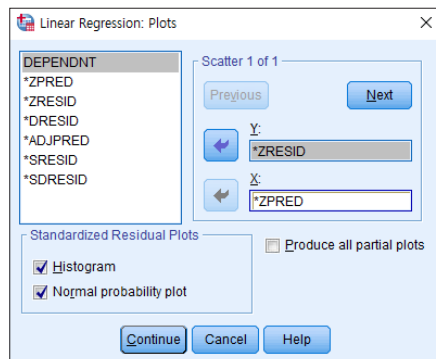 Linear Regression: Plots
DEPENDNT
*ZPRED
*ZRESID
*DRESID
*ADJPRED
*SRESID
*SDRESID
Scatter 1 of 1
Previous
Next
Y:
*ZRESID
X:
*ZPRED
Standardized Residual Plots
Histogram
Normal probability plot
Produce all partial plots
Continue
Cancel
Help